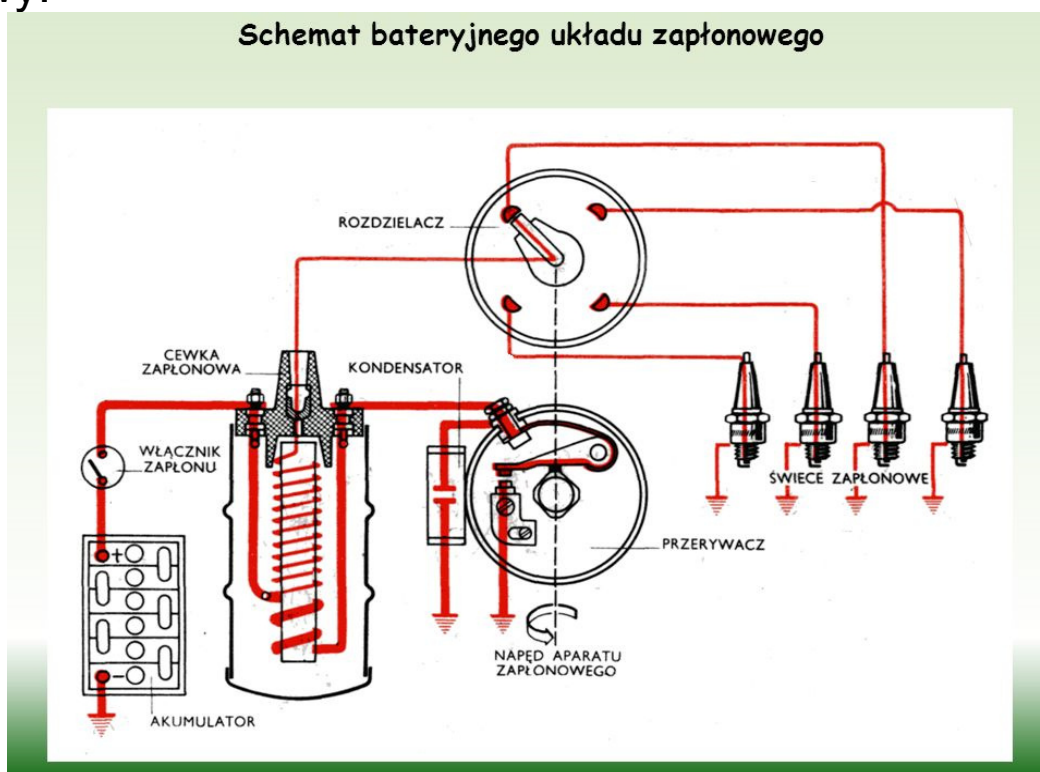 Schemat bateryjnego układu zapłonowego
ROZDZIELACZ
CEWKA
ZAPŁONOWA
KONDENSATOR
WŁĄCZNIK
ZAPŁONU
ŚWIECE ZAPŁONOWE
PRZERYWACZ
+
-
NAPĘD APARATU
ZAPŁONOWEGO
AKUMULATOR